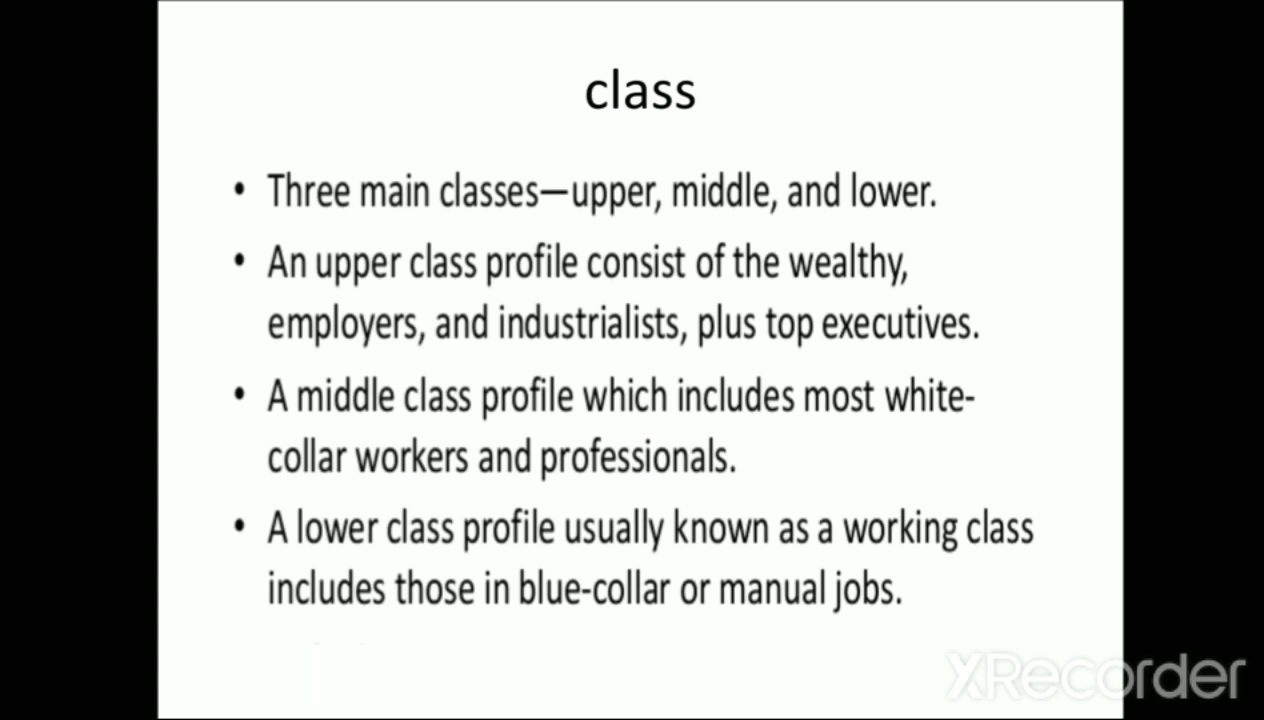 class
• Three main classes—upper, middle, and lower.
• An upper class profile consist of the wealthy,
employers, and industrialists, plus top executives.
• A middle class profile which includes most white-
collar workers and professionals.
• A lower class profile usually known as a working class
includes those in blue-collar or manual jobs.
XRecorder